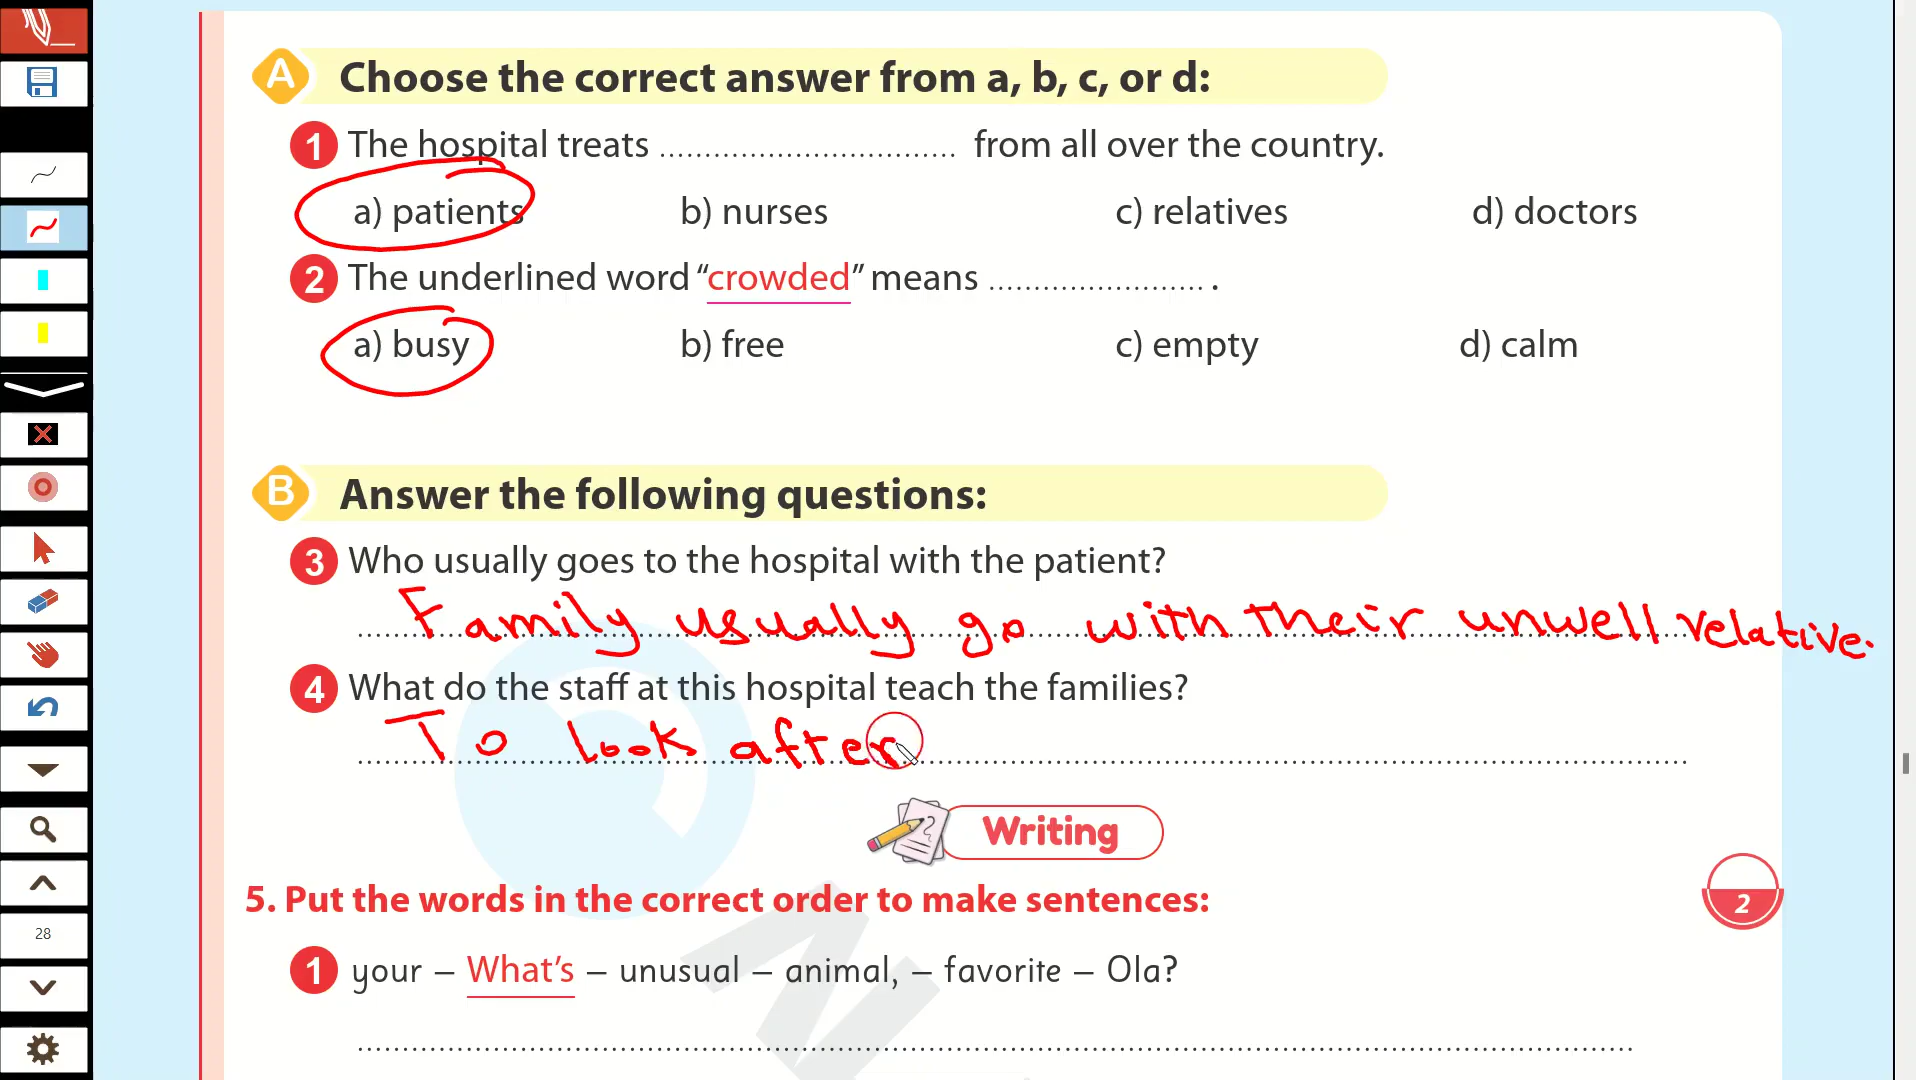 A Choose the correct answer from a, b, c, or d:
1 The hospital treats ................................. from all over the country.
a) patients b) nurses c) relatives d) doctors
2 The underlined word “crowded” means ........................ .
a) busy b) free c) empty d) calm
B Answer the following questions:
3 Who usually goes to the hospital with the patient?
Family usually go with their unwell relative.
4 What do the staff at this hospital teach the families?
To look after
Writing
5. Put the words in the correct order to make sentences:
2
1 your – What's – unusual – animal, – favorite – Ola?
28